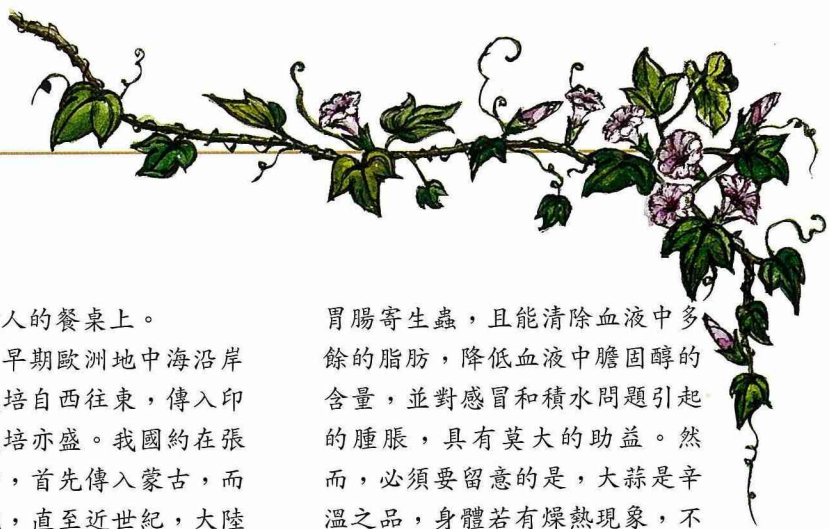 人的餐桌上。
早期歐洲地中海沿岸
培自西往東，傳入印
培亦盛。我國約在張
，首先傳入蒙古，而
，直至近世紀，大陸
胃腸寄生蟲，且能清除血液中多
餘的脂肪，降低血液中膽固醇的
含量，並對感冒和積水問題引起
的腫脹，具有莫大的助益。然
而，必須要留意的是，大蒜是辛
溫之品，身體若有燥熱現象，不